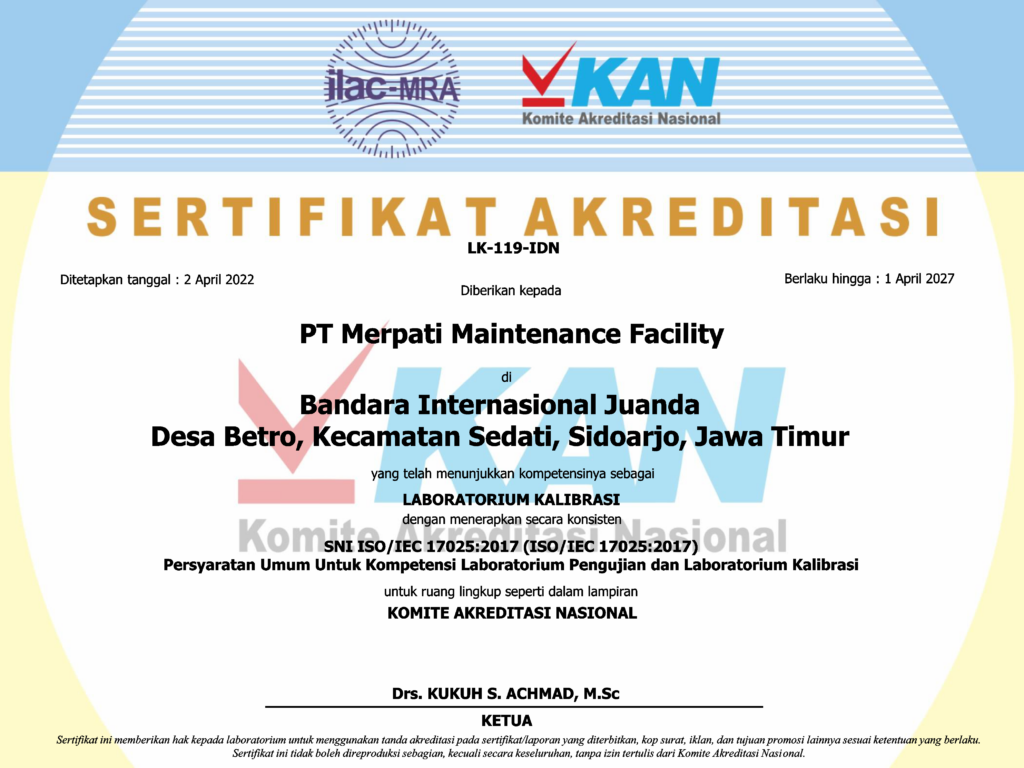 ilac-MRA
KAN
Komite Akreditasi Nasional
SERTIFIKAT AKREDITASI
LK-119-IDN
Ditetapkan tanggal : 2 April 2022
Berlaku hingga : 1 April 2027
Diberikan kepada
PT Merpati Maintenance Facility
di
Bandara Internasional Juanda
Desa Betro, Kecamatan Sedati, Sidoarjo, Jawa Timur
yang telah menunjukkan kompetensinya sebagai
LABORATORIUM KALIBRASI
dengan menerapkan secara konsisten
SNI ISO/IEC 17025:2017 (ISO/IEC 17025:2017)
Persyaratan Umum Untuk Kompetensi Laboratorium Pengujian dan Laboratorium Kalibrasi
untuk ruang lingkup seperti dalam lampiran
KOMITE AKREDITASI NASIONAL
KAN
Komite Akreditasi Nasional
Drs. KUKUH S. ACHMAD, M.Sc
KETUA
Sertifikat ini memberikan hak kepada laboratorium untuk menggunakan tanda akreditasi pada sertifikat/laporan yang diterbitkan, kop surat, iklan, dan tujuan promosi lainnya sesuai ketentuan yang berlaku.
Sertifikat ini tidak boleh direproduksi sebagian, kecuali secara keseluruhan, tanpa izin tertulis dari Komite Akreditasi Nasional.